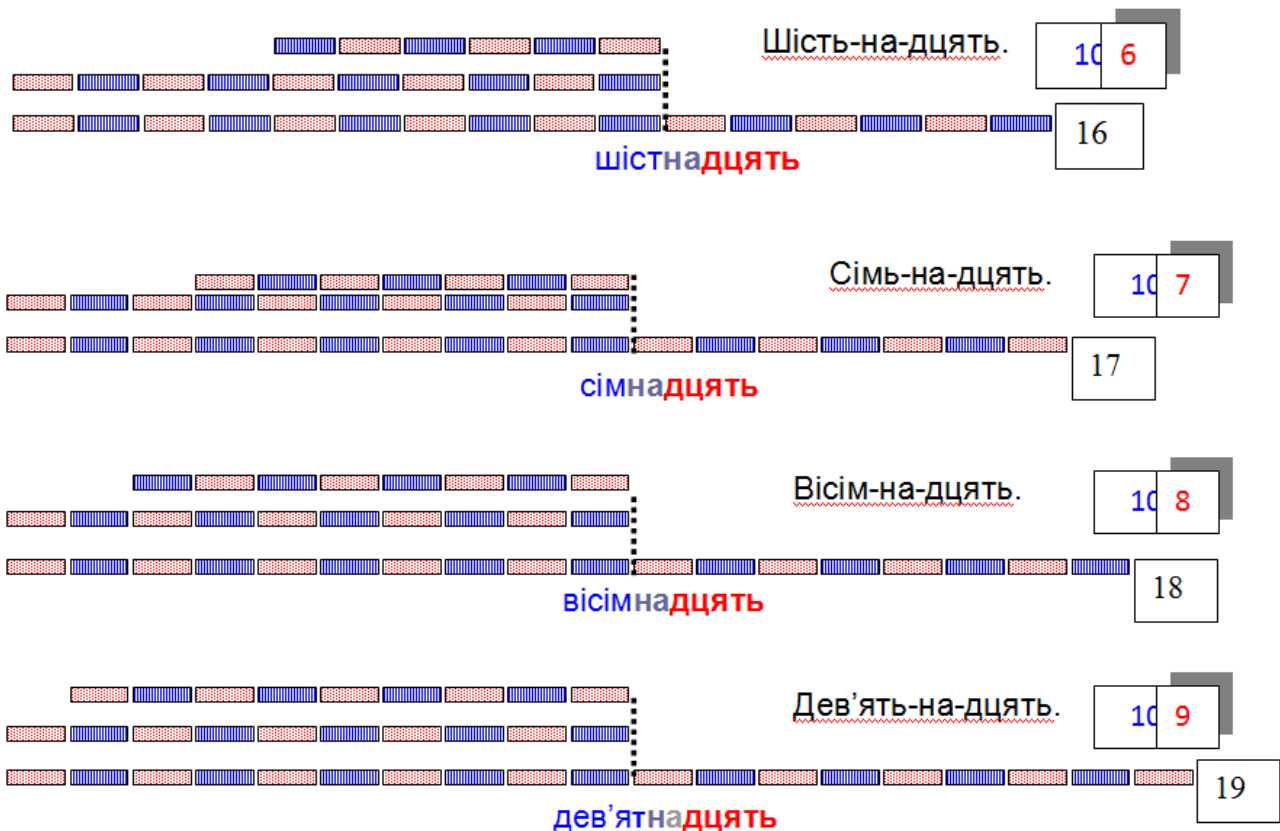 Шість-на-дцять.
10 6
16
шістнадцять
Сімь-на-дцять.
10 7
17
сімнадцять
Вісім-на-дцять.
10 8
18
вісімнадцять
Дев’ять-на-дцять.
10 9
19
дев’ятнадцять